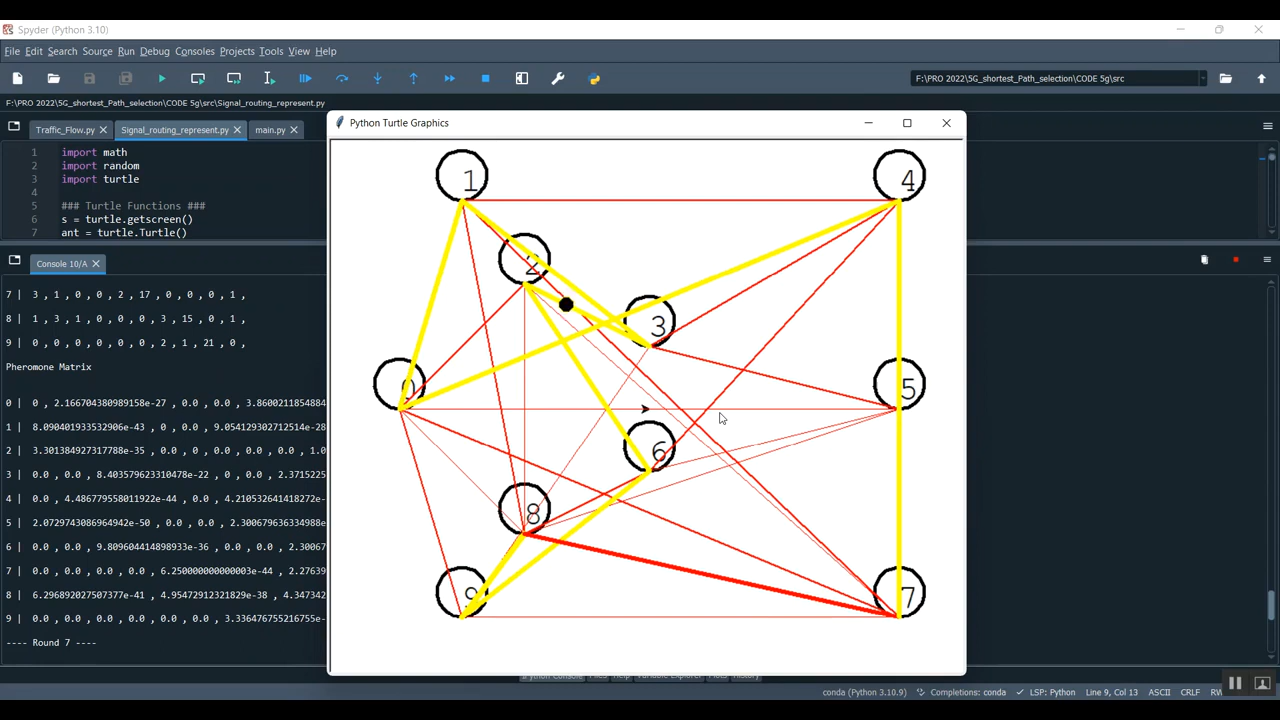 Spyder (Python 3.10)
File Edit Search Source Run Debug Consoles Projects Tools View Help
F:\PRO 2022\5G_shortest_Path_selection\CODE 5g\src
F:\PRO 2022\5G_shortest_Path_selection\CODE 5g\src\Signal_routing_represent.py
Traffic_Flow.py Signal_routing_represent.py main.py
1 import math
2 import random
3 import turtle
4
5 ### Turtle Functions ###
6 s = turtle.getscreen()
7 ant = turtle.Turtle()
Console 10/A
7 | 3 , 1 , 0 , 0 , 2 , 17 , 0 , 0 , 0 , 1 ,
8 | 1 , 3 , 1 , 0 , 0 , 0 , 3 , 15 , 0 , 1 ,
9 | 0 , 0 , 0 , 0 , 0 , 2 , 1 , 21 , 0 ,
Pheromone Matrix
0 | 0 , 2.166704380989158e-27 , 0.0 , 0.0 , 3.8600211854884
1 | 8.090401933532906e-43 , 0.0 , 0.0 , 9.054129302712514e-28
2 | 3.301384927317788e-35 , 0.0 , 0.0 , 0.0 , 0.0 , 0.0 , 1.0
3 | 0.0 , 0.0 , 8.403579623310478e-22 , 0.0 , 0.0 , 2.3715225
4 | 0.0 , 4.486779558011922e-44 , 0.0 , 4.210532641418272e-
5 | 2.0729743086964942e-50 , 0.0 , 0.0 , 2.300679636334988e
6 | 0.0 , 0.0 , 9.809604414898933e-36 , 0.0 , 0.0 , 2.30067
7 | 0.0 , 0.0 , 0.0 , 0.0 , 6.250000000000003e-44 , 2.27639
8 | 6.296892027507377e-41 , 4.95472912321829e-38 , 4.347342
9 | 0.0 , 0.0 , 0.0 , 0.0 , 0.0 , 0.0 , 3.336476755216755e-
---- Round 7 ----
Python Turtle Graphics
1
4
2
3
0
5
6
8
9
7
IPython Console Files Help Variable Explorer Plots History
conda (Python 3.10.9) Completions: conda LSP: Python Line 9, Col 13 ASCII CRLF RW